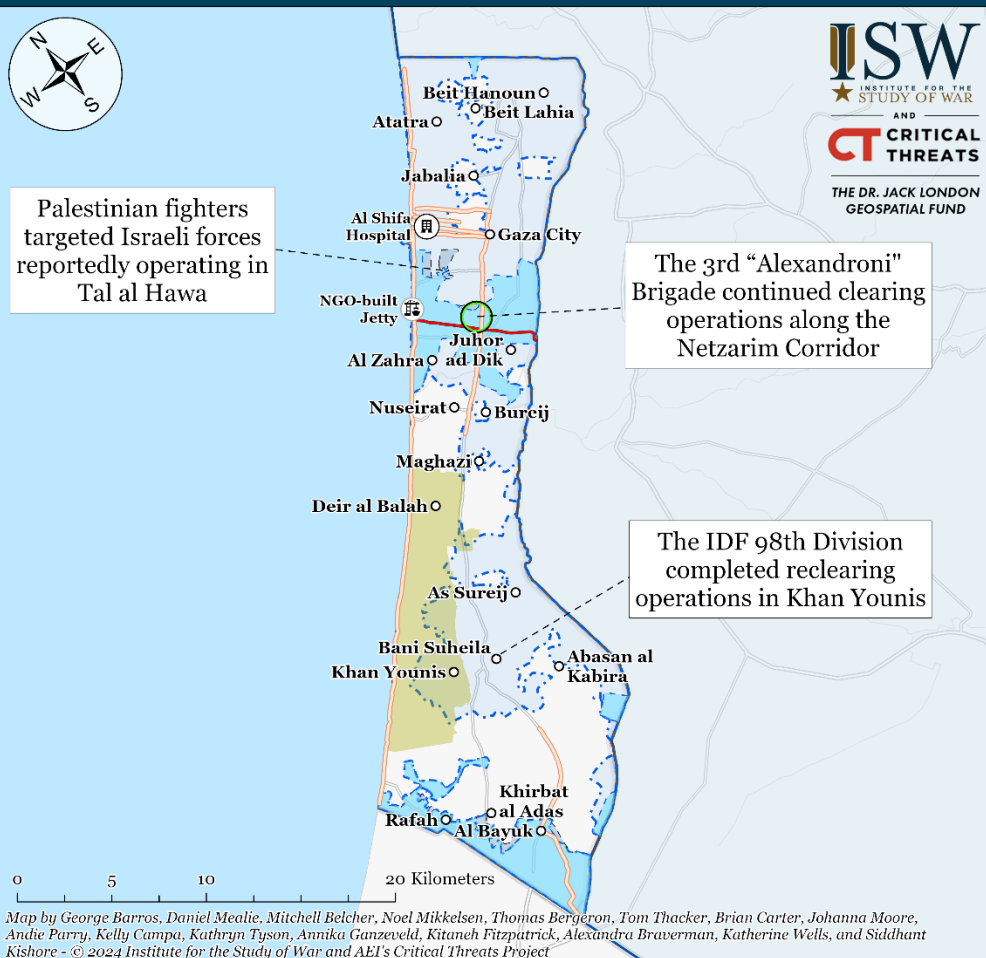 N
E
W
S
ISW
INSTITUTE FOR THE
STUDY OF WAR
AND
CT CRITICAL
THREATS
THE DR. JACK LONDON
GEOSPATIAL FUND
Beit Hanoun
Beit Lahia
Atatra
Jabalia
Al Shifa
Hospital
Gaza City
Palestinian fighters
targeted Israeli forces
reportedly operating in
Tal al Hawa
The 3rd “Alexandroni"
Brigade continued clearing
operations along the
Netzarim Corridor
NGO-built
Jetty
Juhor
ad Dik
Al Zahra
Nuseirat
Bureij
Maghazi
Deir al Balah
The IDF 98th Division
completed reclearing
operations in Khan Younis
As Sureij
Bani Suheila
Khan Younis
Abasan al
Kabira
Khirbat
al Adas
Rafah
Al Bayuk
0 5 10 20 Kilometers
Map by George Barros, Daniel Mealie, Mitchell Belcher, Noel Mikkelsen, Thomas Bergeron, Tom Thacker, Brian Carter, Johanna Moore,
Andie Parry, Kelly Campa, Kathryn Tyson, Annika Ganzeveld, Kitaneh Fitzpatrick, Alexandra Braverman, Katherine Wells, and Siddhant
Kishore - © 2024 Institute for the Study of War and AEI's Critical Threats Project